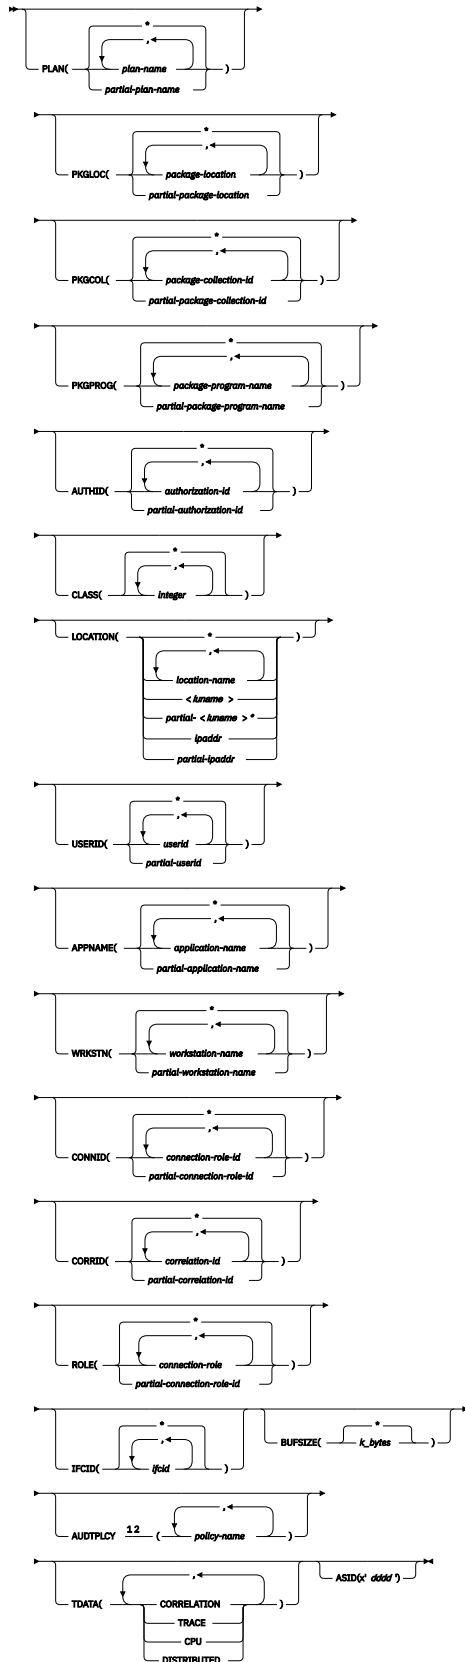 *
,
PLAN( plan-name )
partial-plan-name
*
,
PKGLOC( package-location )
partial-package-location
*
,
PKGCOL( package-collection-id )
partial-package-collection-id
*
,
PKGPROG( package-program-name )
partial-package-program-name
*
,
AUTHID( authorization-id )
partial-authorization-id
*
,
CLASS( integer )
LOCATION( * )
,
location-name
< luname >
partial- < luname > *
ipaddr
partial-ipaddr
*
,
USERID( userid )
partial-userid
*
,
APPNAME( application-name )
partial-application-name
*
,
WRKSTN( workstation-name )
partial-workstation-name
*
,
CONNID( connection-role-id )
partial-connection-role-id
*
,
CORRID( correlation-id )
partial-correlation-id
*
,
ROLE( connection-role )
partial-connection-role-id
* *
, BUFSIZE( k_bytes )
IFCID( ifcid )
,
AUDTPLCY 12 ( policy-name )
, ASID(x' dddd ')
TDATA( CORRELATION )
TRACE
CPU
DISTRIBUTED